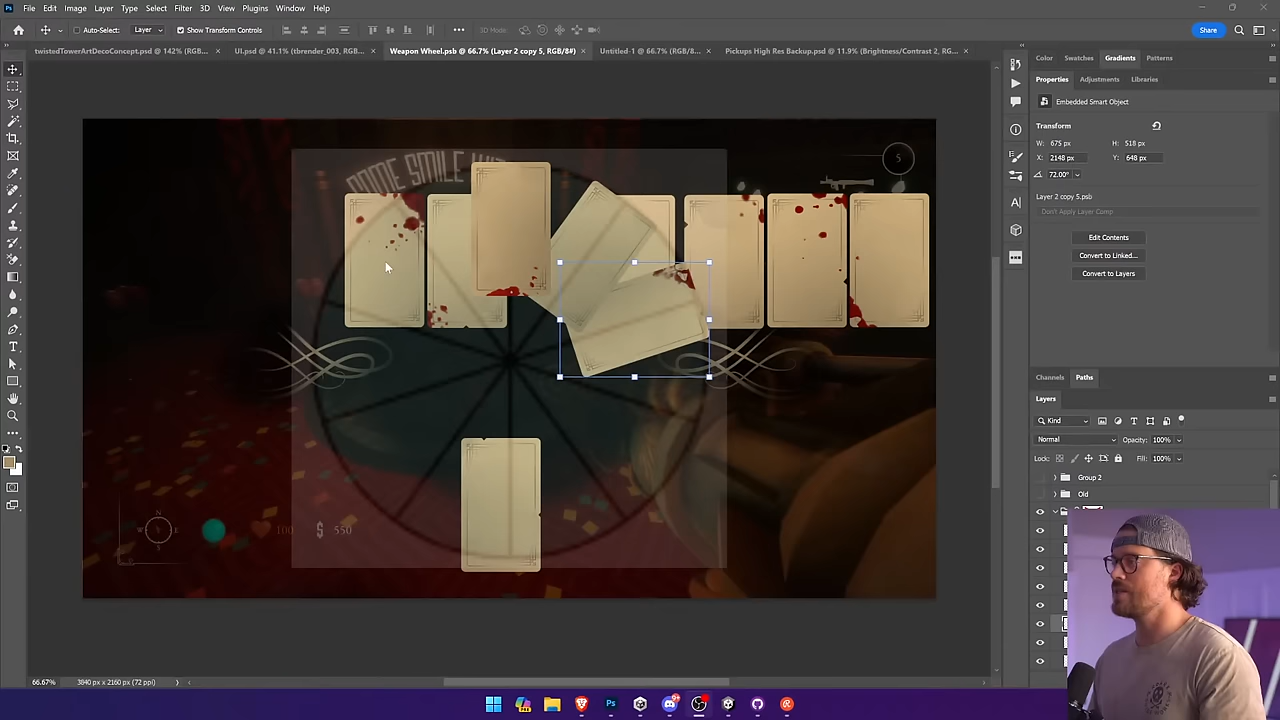 File Edit Image Layer Type Select Filter 3D View Plugins Window Help
Auto-Select: Layer Show Transform Controls 3D Mode: Share
twistedTowerArtDecoConcept.psd @ 142% (RGB... × UI.psd @ 41.1% (tbrender_003, RGB... × Weapon Wheel.psb @ 66.7% (Layer 2 copy 5, RGB/8#) × Untitled-1 @ 66.7% (RGB/8... × Pickups High Res Backup.psd @ 11.9% (Brightness/Contrast 2, RG... ×
Color Swatches Gradients Patterns
Properties Adjustments Libraries
Embedded Smart Object
Transform
W: 675 px H: 518 px
X: 2148 px Y: 648 px
72.00°
Layer 2 copy 5.psb
Don't Apply Layer Comp
Edit Contents
Convert to Linked...
Convert to Layers
SMILE
5
N
W E
S
100
$ 550
Channels Paths
Layers
Kind
Normal Opacity: 100%
Lock: Fill: 100%
Group 2
Old
66.67% 3840 px x 2160 px (72 ppi)